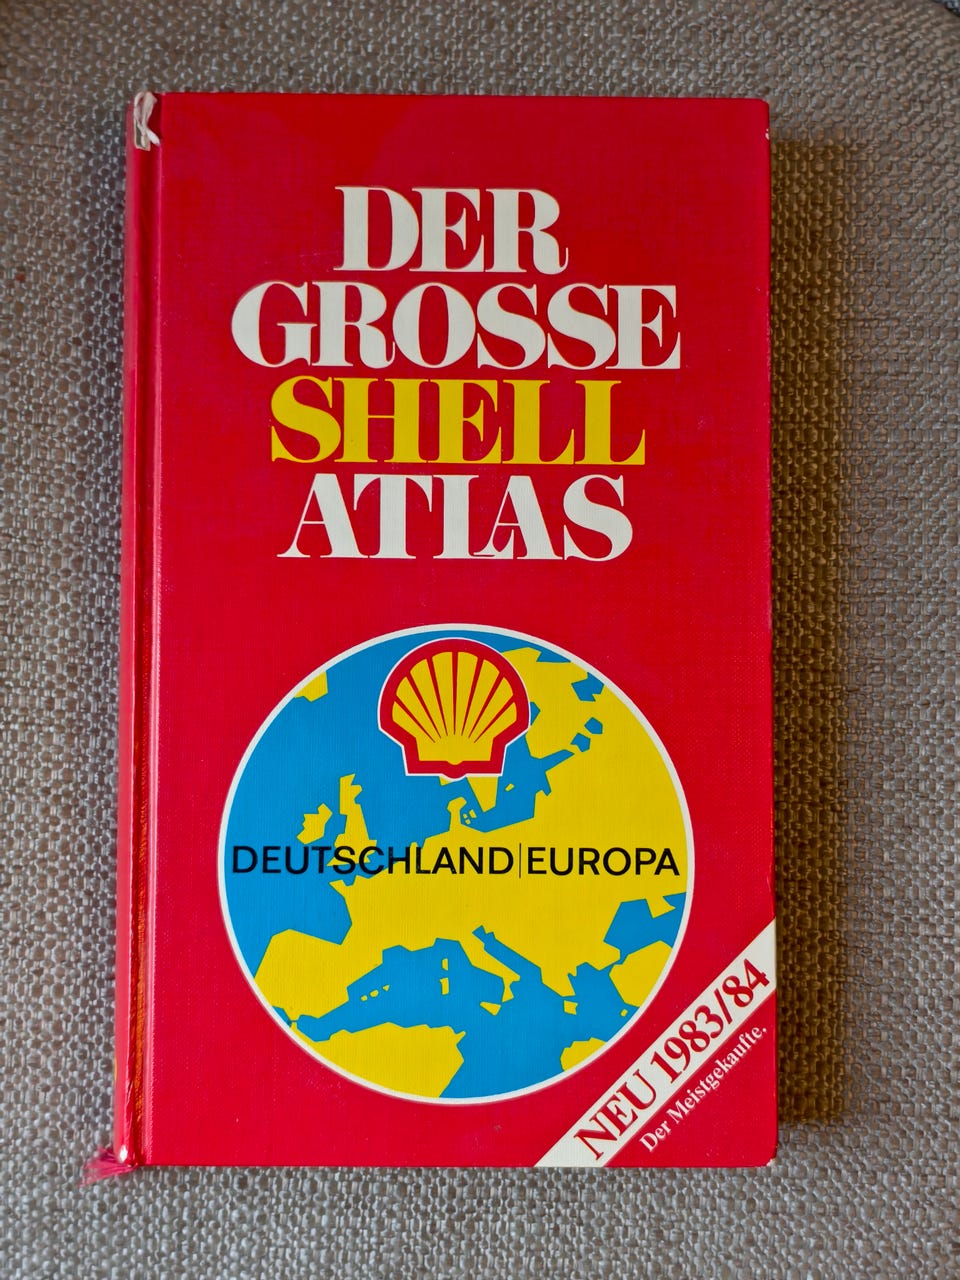 DER
GROSSE
SHELL
ATLAS
DEUTSCHLAND|EUROPA
NEU 1983/84
Der Meistgekaufte.